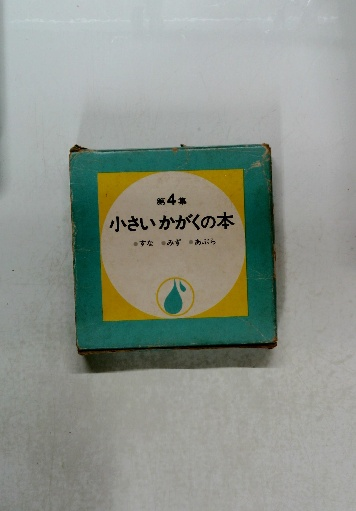 第4集
小さいかがくの本
※すな ※みず ※あぶら